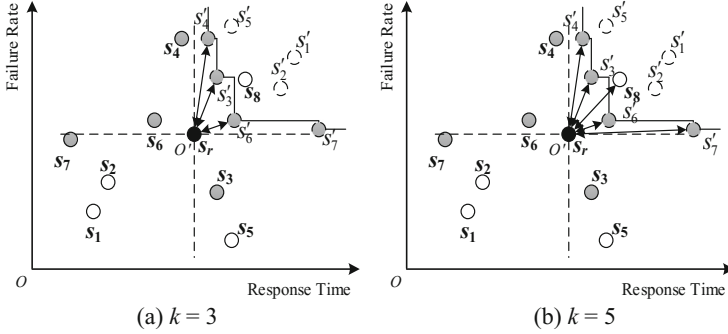 Failure Rate
s'4
s'5
s4
s'1
s'2
s'3
s8
s6
s'6
O'
sr
s'7
s7
s2
s3
s1
s5
O
Response Time
(a) k = 3
Failure Rate
s'4
s'5
s4
s'1
s'3
s'2
s8
s6
s'6
O'
sr
s'7
s7
s2
s3
s1
s5
O
Response Time
(b) k = 5